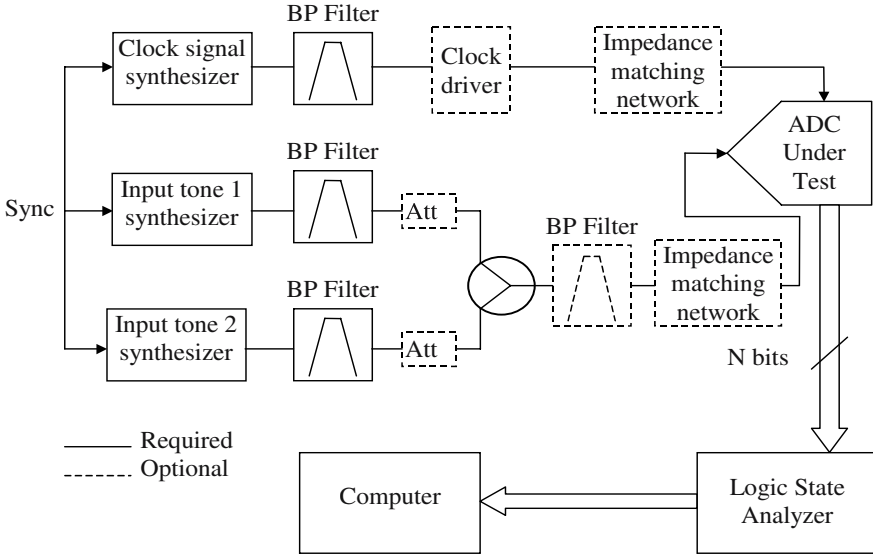 BP Filter
Clock signal
synthesizer
Clock
driver
Impedance
matching
network
ADC
Under
Test
BP Filter
Sync
Input tone 1
synthesizer
Att
BP Filter
Impedance
matching
network
BP Filter
Input tone 2
synthesizer
Att
N bits
Required
Optional
Computer
Logic State
Analyzer